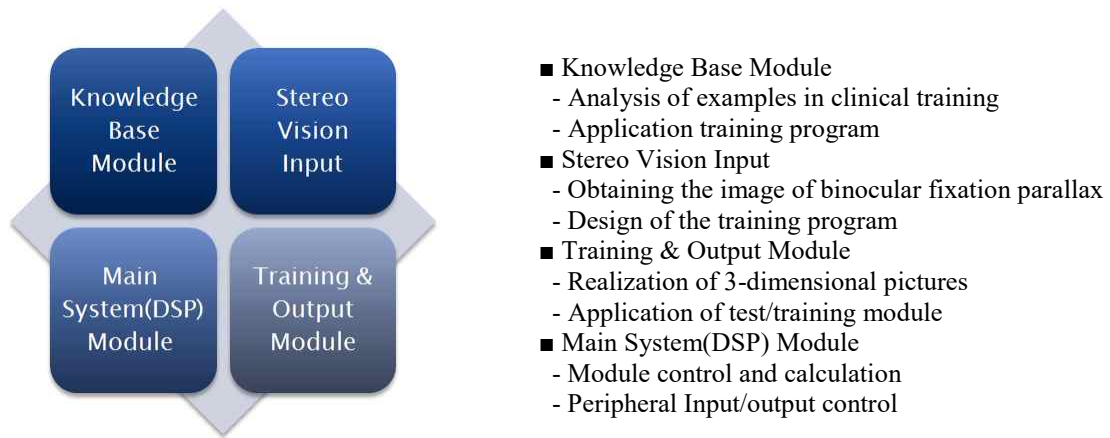 Knowledge
Base
Module
Stereo
Vision
Input
Main
System(DSP)
Module
Training &
Output
Module
■ Knowledge Base Module
- Analysis of examples in clinical training
- Application training program
■ Stereo Vision Input
- Obtaining the image of binocular fixation parallax
- Design of the training program
■ Training & Output Module
- Realization of 3-dimensional pictures
- Application of test/training module
■ Main System(DSP) Module
- Module control and calculation
- Peripheral Input/output control